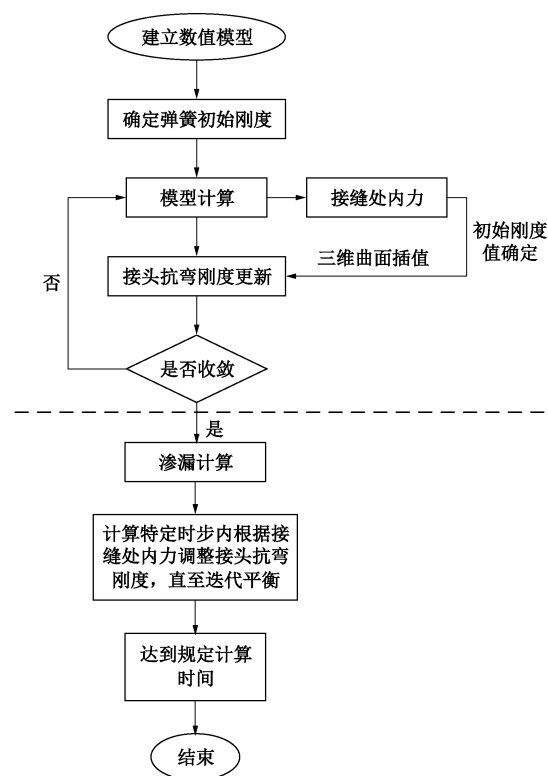 建立数值模型
确定弹簧初始刚度
模型计算
接缝处内力
初始刚度
值确定
三维曲面插值
接头抗弯刚度更新
否
是否收敛
是
渗漏计算
计算特定时步内根据接
缝处内力调整接头抗弯
刚度，直至迭代平衡
达到规定计算
时间
结束